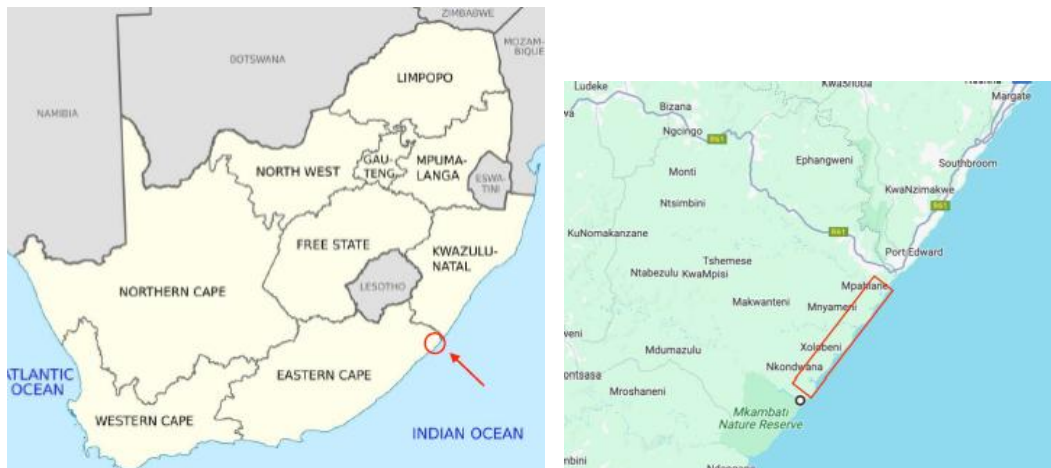 ZIMBABWE
MOZAM-
BIQUE
BOTSWANA
LIMPOPO
NAMIBIA
NORTH WEST
GAU-
TENG
MPUMA-
LANGA
ESWA-
TINI
FREE STATE
KWAZULU-
NATAL
LESOTHO
NORTHERN CAPE
EASTERN CAPE
ATLANTIC
OCEAN
WESTERN CAPE
INDIAN OCEAN
Ludeke
KwaShoba
Margate
Bizana
Ngcingo
R61
Ephangweni
Southbroom
Monti
KwaNzimakwe
Ntsimbini
R61
KuNomakanzane
R61
Port Edward
Tshemese
Ntabezulu
KwaMpisi
Mpahlane
Makwanteni
Mnyameni
Xolobeni
Mdumazulu
Nkondwana
ontsasa
Mroshaneni
Mkambati
Nature Reserve
mbini